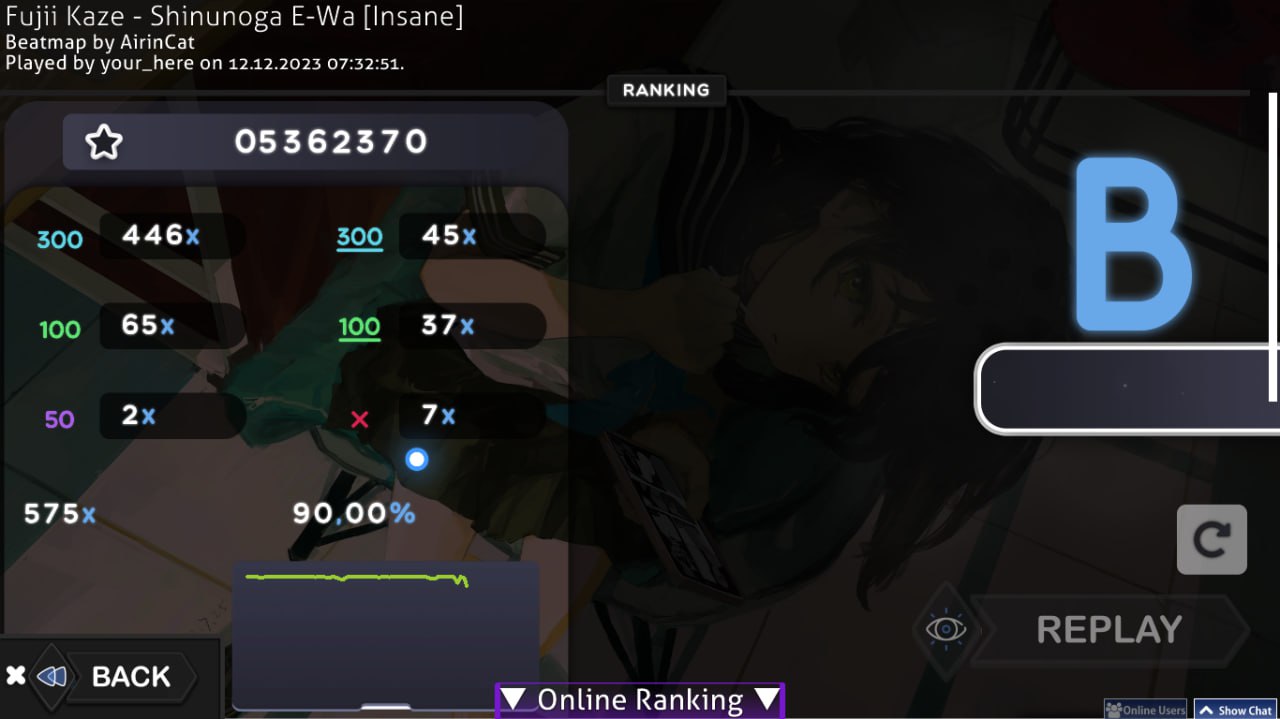 Fujii Kaze - Shinunoga E-Wa [Insane]
Beatmap by AirinCat
Played by your_here on 12.12.2023 07:32:51.
RANKING
05362370
300 446x 300 45x
100 65x 100 37x
50 2x X 7x
575x 90,00%
B
REPLAY
BACK
▼ Online Ranking ▼
Online Users
Show Chat